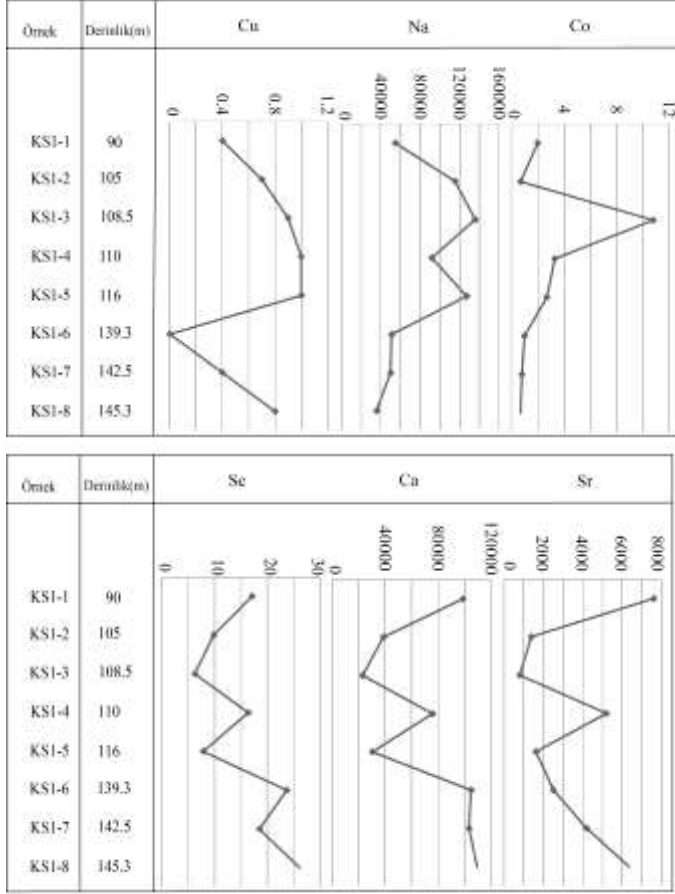 Örnek Derinlik(m) Cu Na Co
0 0.4 0.8 1.2 0 40000 80000 120000 160000 0 4 8 12
KS1-1 90
KS1-2 105
KS1-3 108.5
KS1-4 110
KS1-5 116
KS1-6 139.3
KS1-7 142.5
KS1-8 145.3
Örnek Derinlik(m) Se Ca Sr
0 10 20 30 0 40000 80000 120000 0 2000 4000 6000 8000
KS1-1 90
KS1-2 105
KS1-3 108.5
KS1-4 110
KS1-5 116
KS1-6 139.3
KS1-7 142.5
KS1-8 145.3